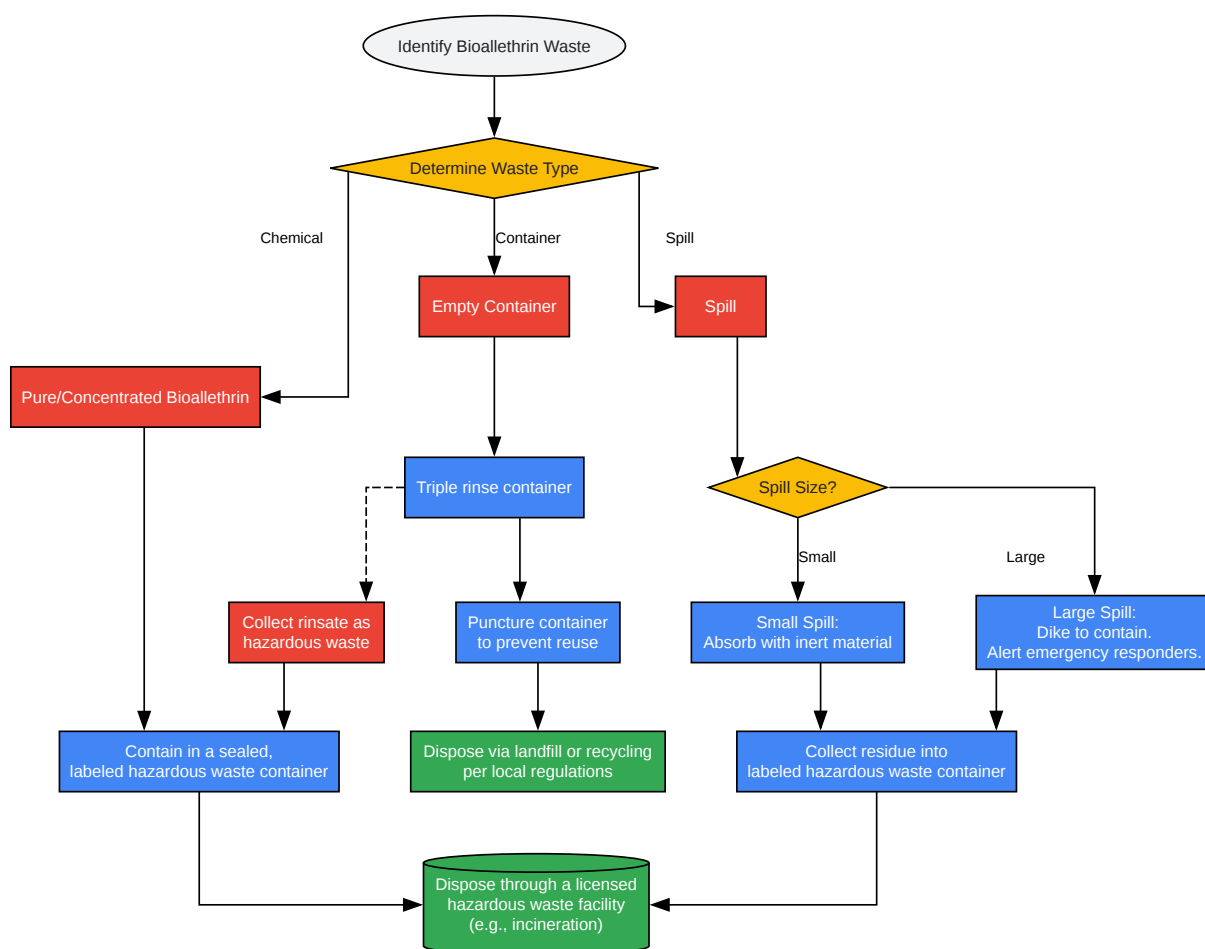 Identify Bioallethrin Waste
Determine Waste Type
Chemical
Container
Spill
Empty Container
Spill
Pure/Concentrated Bioallethrin
Triple rinse container
Spill Size?
Small
Large
Collect rinsate as
hazardous waste
Puncture container
to prevent reuse
Small Spill:
Absorb with inert material
Large Spill:
Dike to contain.
Alert emergency responders.
Contain in a sealed,
labeled hazardous waste container
Dispose via landfill or recycling
per local regulations
Collect residue into
labeled hazardous waste container
Dispose through a licensed
hazardous waste facility
(e.g., incineration)